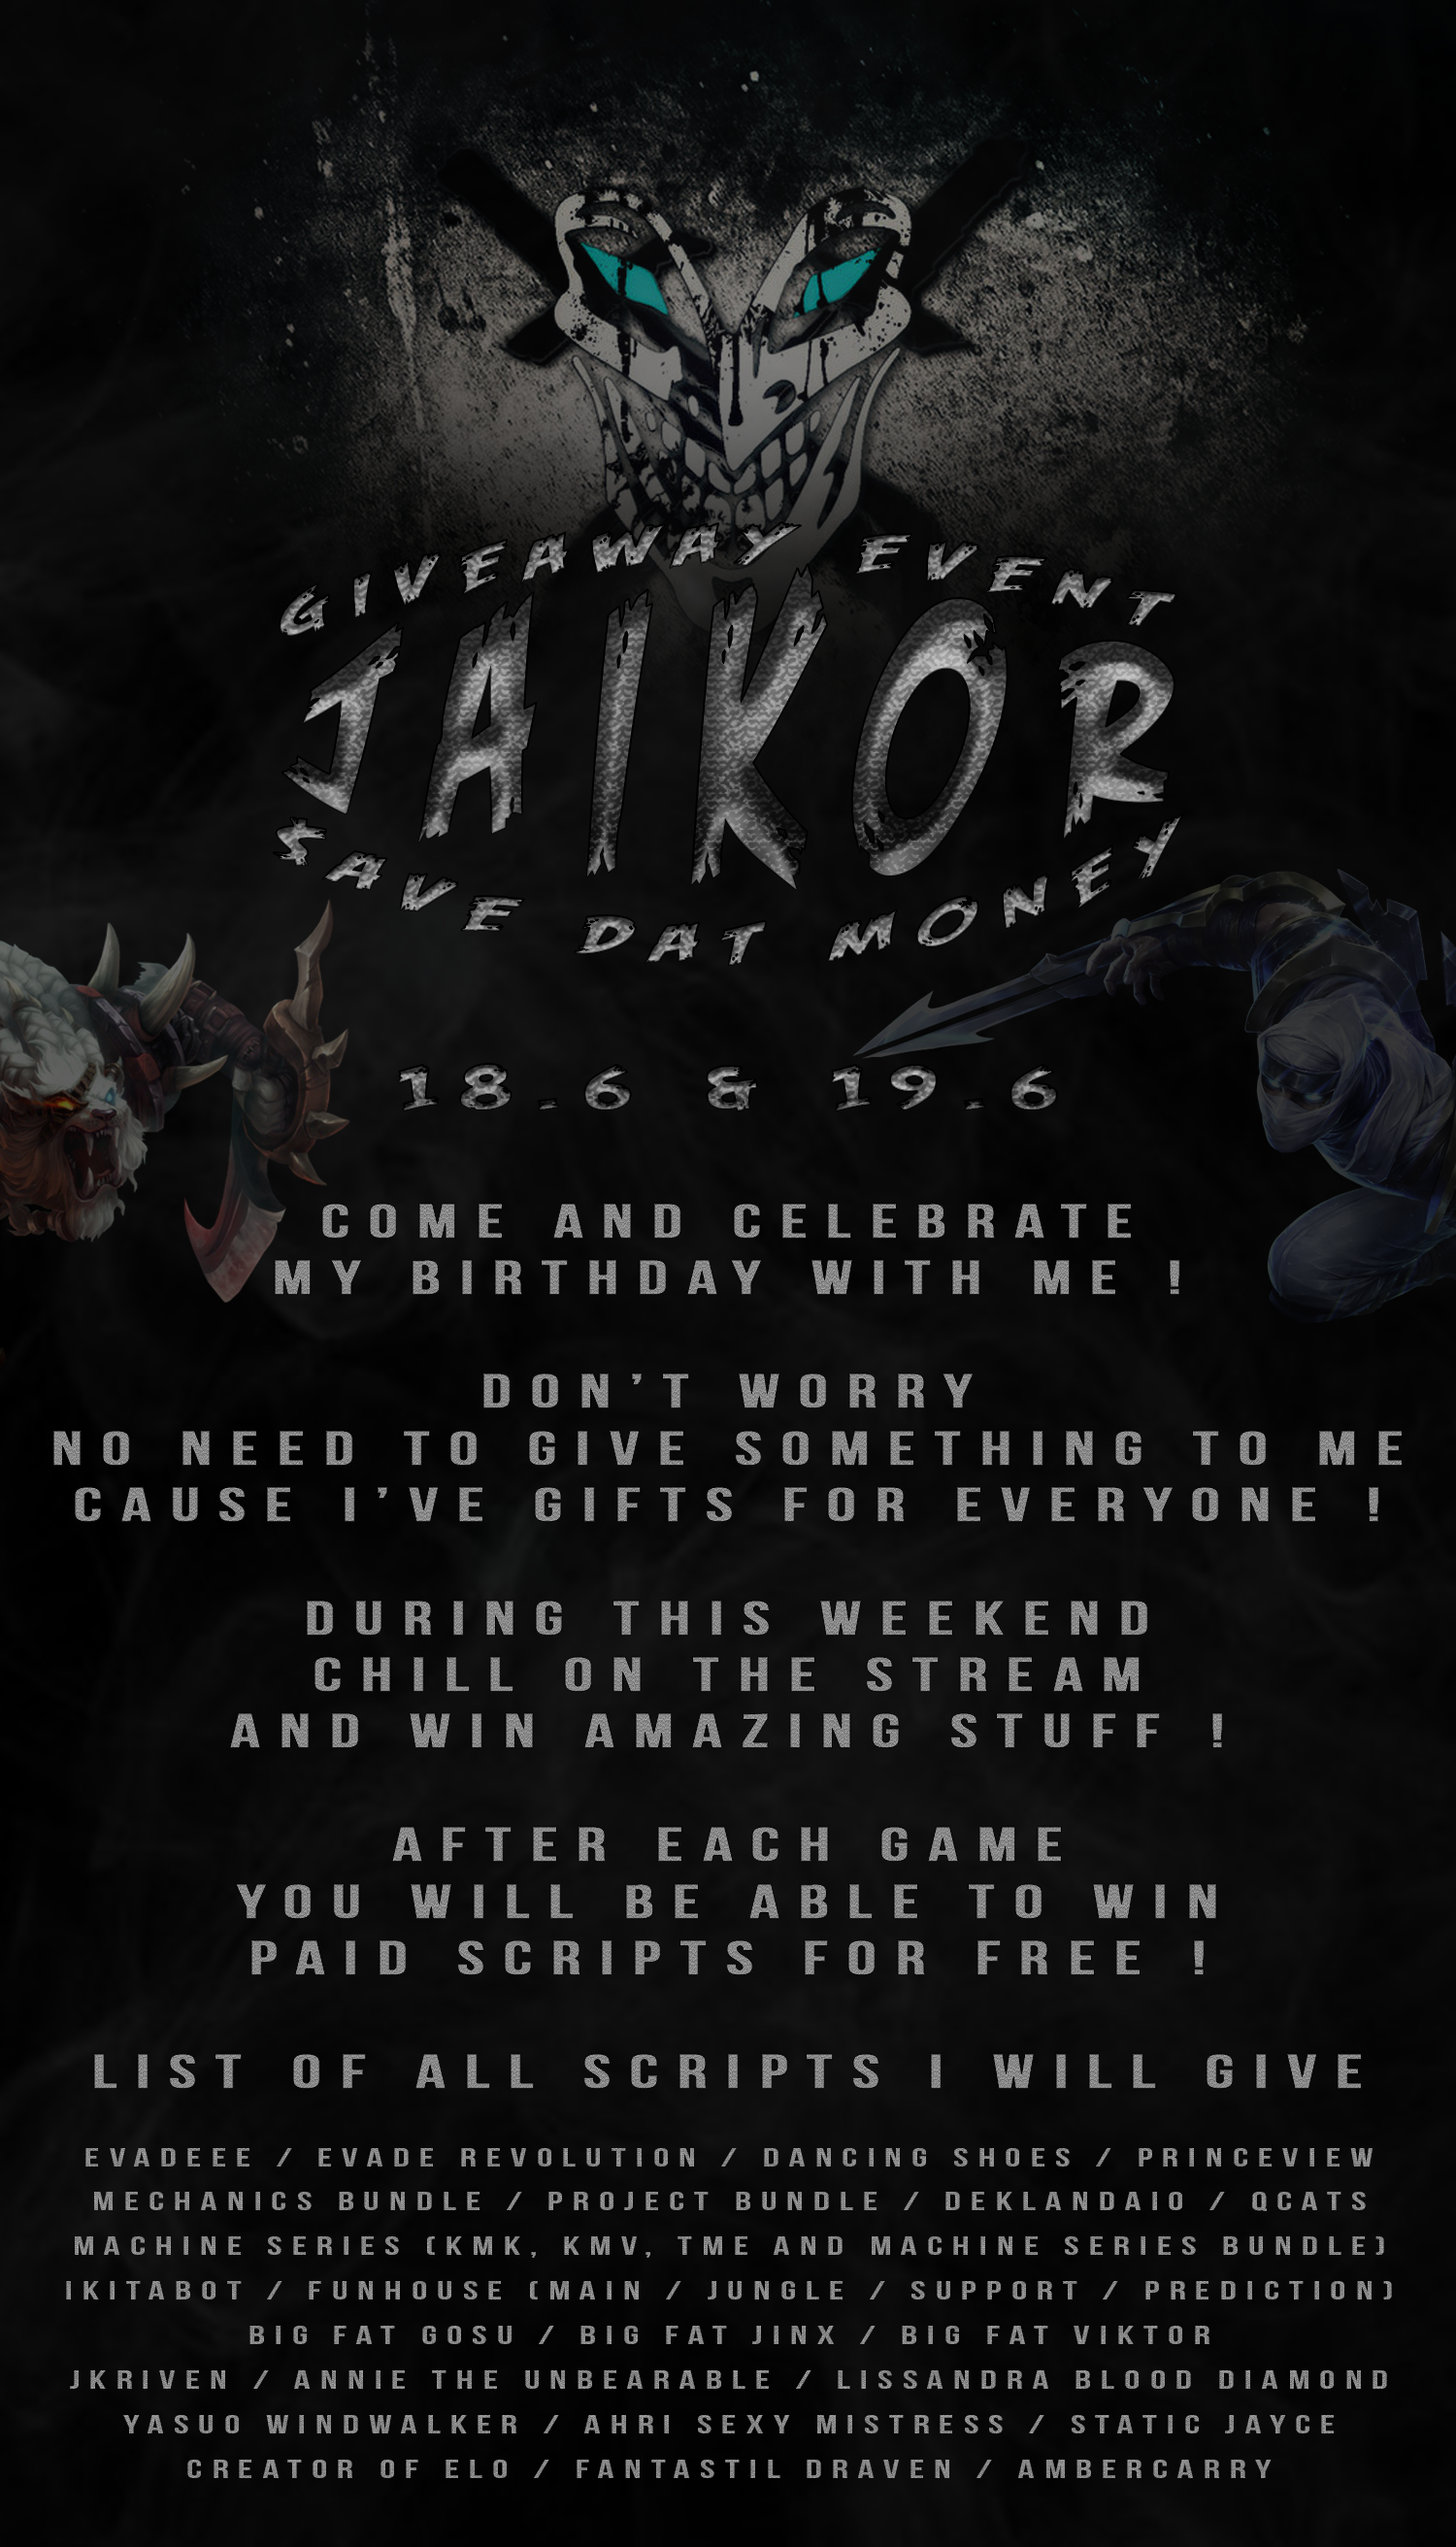 GIVEAWAY EVENT
JAIKOR
SAVE DAT MONEY
18.6 & 19.6
COME AND CELEBRATE
MY BIRTHDAY WITH ME !
DON'T WORRY
NO NEED TO GIVE SOMETHING TO ME
CAUSE I'VE GIFTS FOR EVERYONE !
DURING THIS WEEKEND
CHILL ON THE STREAM
AND WIN AMAZING STUFF !
AFTER EACH GAME
YOU WILL BE ABLE TO WIN
PAID SCRIPTS FOR FREE !
LIST OF ALL SCRIPTS I WILL GIVE
EVADEEE / EVADE REVOLUTION / DANCING SHOES / PRINCEVIEW
MECHANICS BUNDLE / PROJECT BUNDLE / DEKLANDAIO / QCATS
MACHINE SERIES (KMK, KMV, TME AND MACHINE SERIES BUNDLE)
IKITABOT / FUNHOUSE (MAIN / JUNGLE / SUPPORT / PREDICTION)
BIG FAT GOSU / BIG FAT JINX / BIG FAT VIKTOR
JKRIVEN / ANNIE THE UNBEARABLE / LISSANDRA BLOOD DIAMOND
YASUO WINDWALKER / AHRI SEXY MISTRESS / STATIC JAYCE
CREATOR OF ELO / FANTASTIL DRAVEN / AMBERCARRY